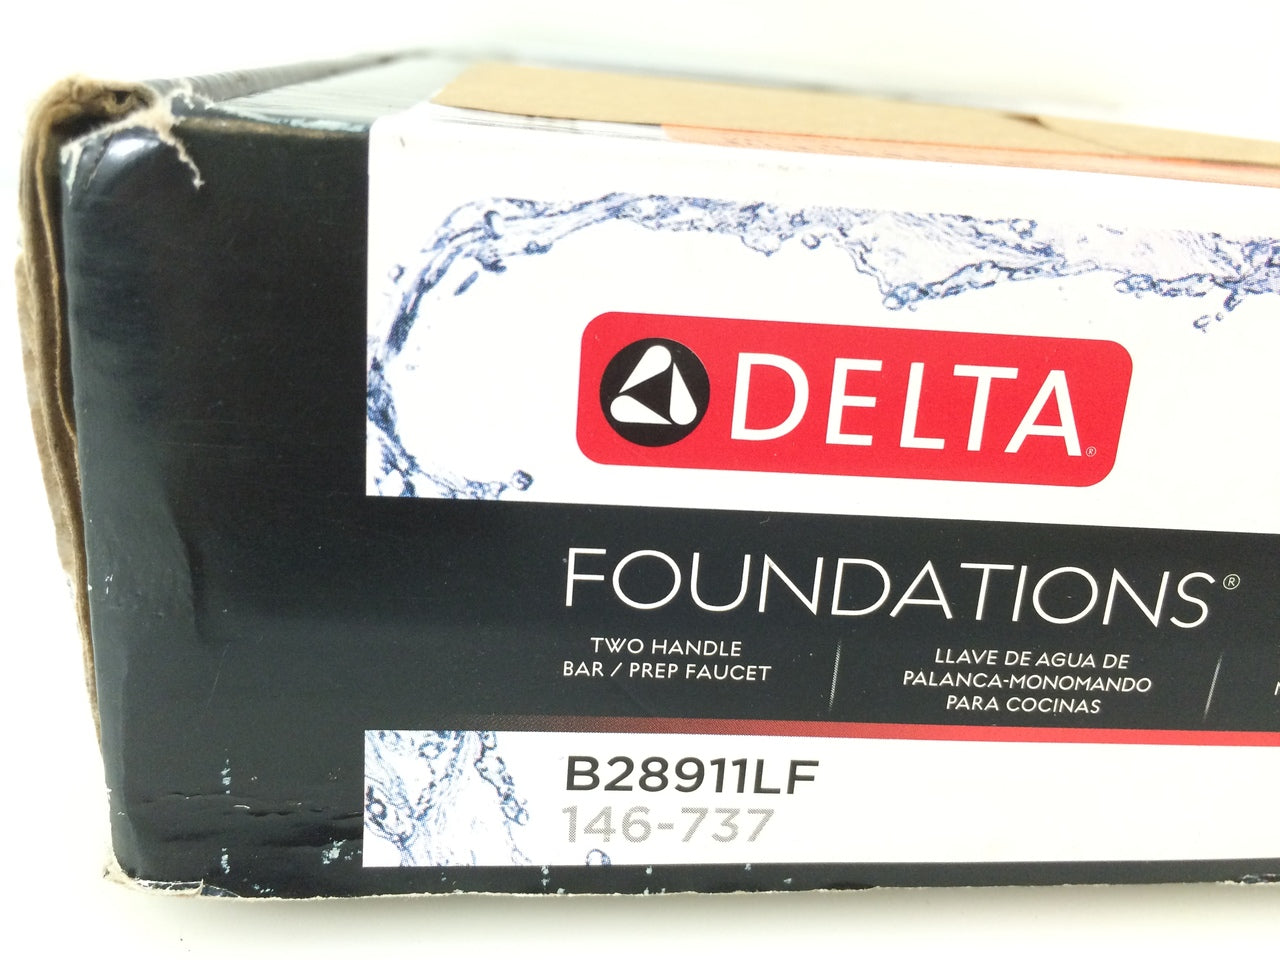 DELTA®
FOUNDATIONS®
TWO HANDLE
BAR / PREP FAUCET
LLAVE DE AGUA DE
PALANCA-MONOMANDO
PARA COCINAS
B28911LF
146-737